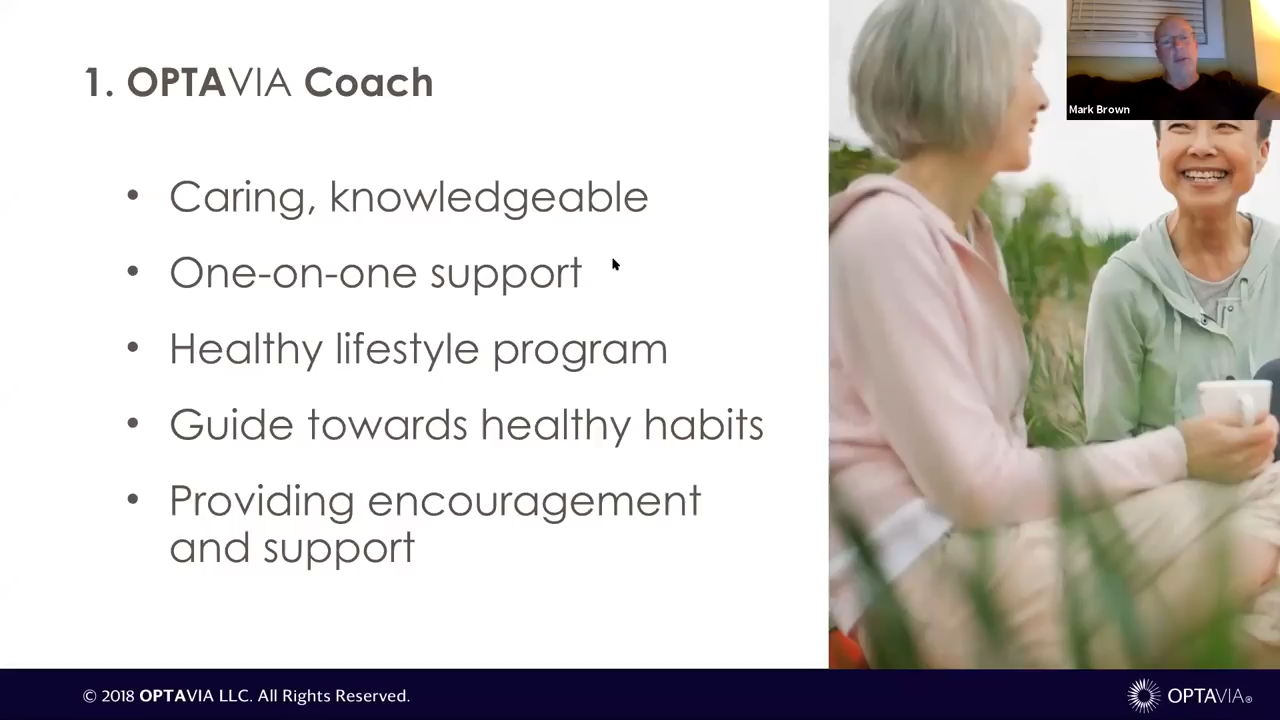 1. OPTAVIA Coach
• Caring, knowledgeable
• One-on-one support
• Healthy lifestyle program
• Guide towards healthy habits
• Providing encouragement
and support
Mark Brown
© 2018 OPTAVIA LLC. All Rights Reserved.
OPTAVIA®